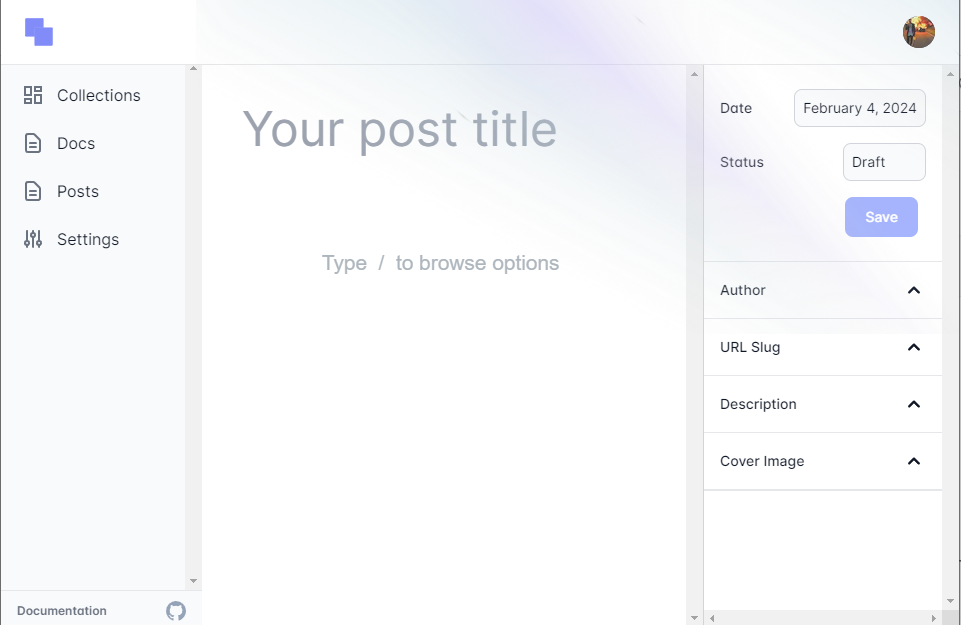 Collections
Docs
Posts
Settings
Documentation
Your post title
Type / to browse options
Date
February 4, 2024
Status
Draft
Save
Author
URL Slug
Description
Cover Image